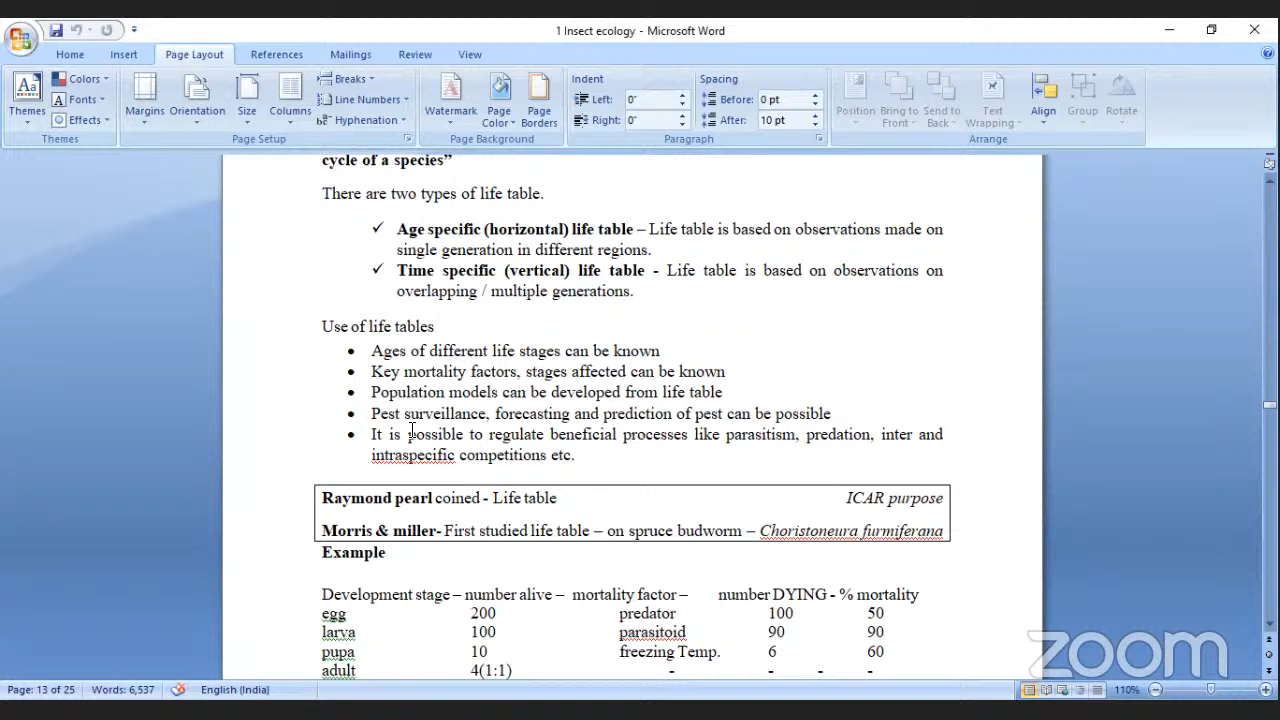 1 Insect ecology - Microsoft Word
Home Insert Page Layout References Mailings Review View
Themes
Colors
Fonts
Effects
Themes
Margins Orientation Size Columns
Breaks
Line Numbers
Hyphenation
Page Setup
Watermark Page Color Page Borders
Page Background
Indent
Left: 0"
Right: 0"
Spacing
Before: 0 pt
After: 10 pt
Paragraph
Position Bring to Front Send to Back Text Wrapping Align Group Rotate
Arrange
cycle of a species”
There are two types of life table.
✓ Age specific (horizontal) life table – Life table is based on observations made on
single generation in different regions.
✓ Time specific (vertical) life table - Life table is based on observations on
overlapping / multiple generations.
Use of life tables
• Ages of different life stages can be known
• Key mortality factors, stages affected can be known
• Population models can be developed from life table
• Pest surveillance, forecasting and prediction of pest can be possible
• It is possible to regulate beneficial processes like parasitism, predation, inter and
intraspecific competitions etc.
Raymond pearl coined - Life table ICAR purpose
Morris & miller- First studied life table – on spruce budworm – Choristoneura furmiferana
Example
Development stage – number alive – mortality factor – number DYING - % mortality
egg 200 predator 100 50
larva 100 parasitoid 90 90
pupa 10 freezing Temp. 6 60
adult 4(1:1) - - - -
zoom
Page: 13 of 25 Words: 6,537 English (India) 110%